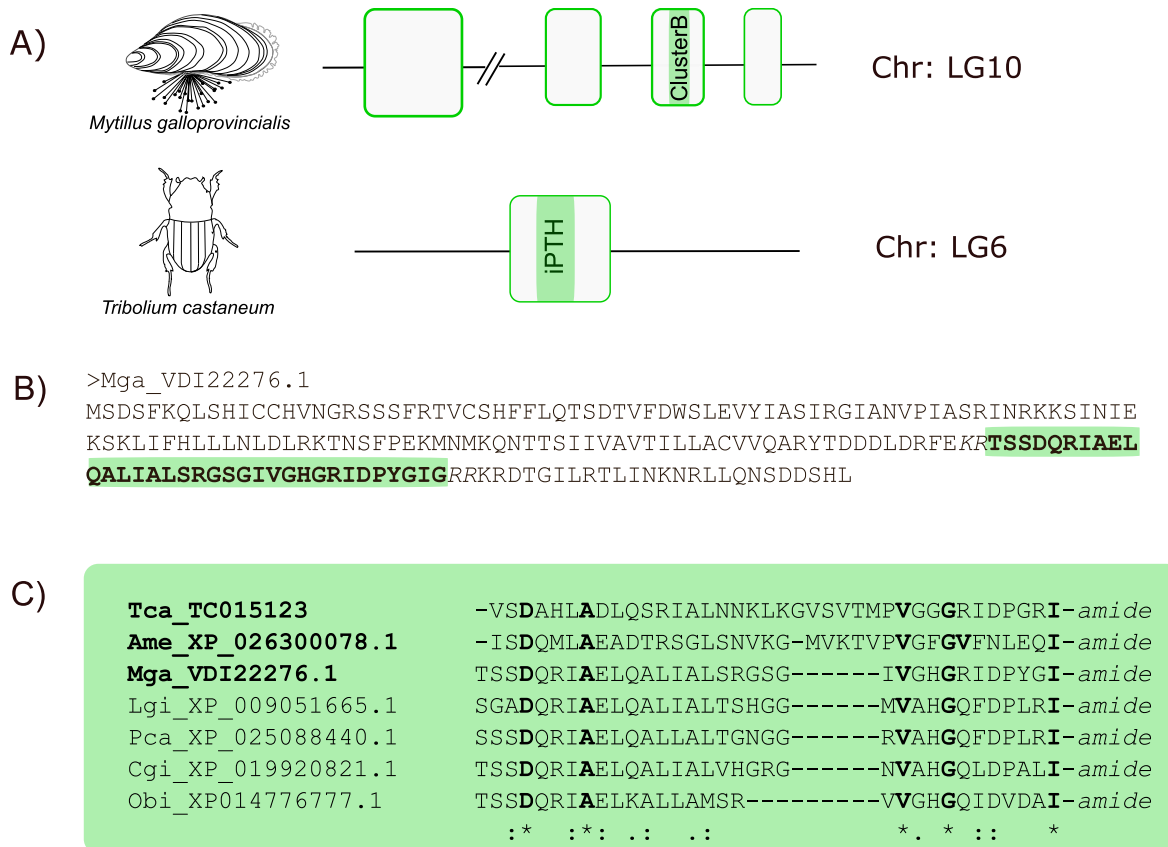 A)
ClusterB
Chr: LG10
Mytillus galloprovincialis
iPTH
Chr: LG6
Tribolium castaneum
B)
>Mga_VDI22276.1
MSDSFKQLSHICCHVNGRSSSFRTVCSHFFLQTSDTVFDWSLEVYIASIRGIANVPIASRINRKKSINIE
KSKLIFHLLLNLDLRKTNSFPEKMNMKQNTTSIIVAVTILLACVVQARYTDDDLDRFEKRTSSDQRIAEL
QALIALSRGSGIVGHGRIDPYGIGRRKRDTGILRTLINKNRLLQNSDDSHL
C)
Tca_TC015123 -VSDAHLADLQSRIALNNKLKGVSVTMPVGGGRIDPGRI-amide
Ame_XP_026300078.1 -ISDQMLAEADTRSGLSNVKG-MVKTVPVGFGVFNLEQI-amide
Mga_VDI22276.1 TSSDQRIAELQALIALSRGSG------IVGHGRIDPYGI-amide
Lgi_XP_009051665.1 SGADQRIAELQALIALTSHGG------MVAHGQFDPLRI-amide
Pca_XP_025088440.1 SSSDQRIAELQALLALTGNGG------RVAHGQFDPLRI-amide
Cgi_XP_019920821.1 TSSDQRIAELQALIALVHGRG------NVAHGQLDPALI-amide
Obi_XP014776777.1 TSSDQRIAELKALLAMSR---------VVGHGQIDVDAI-amide
:* :*: .: .: *. * :: *